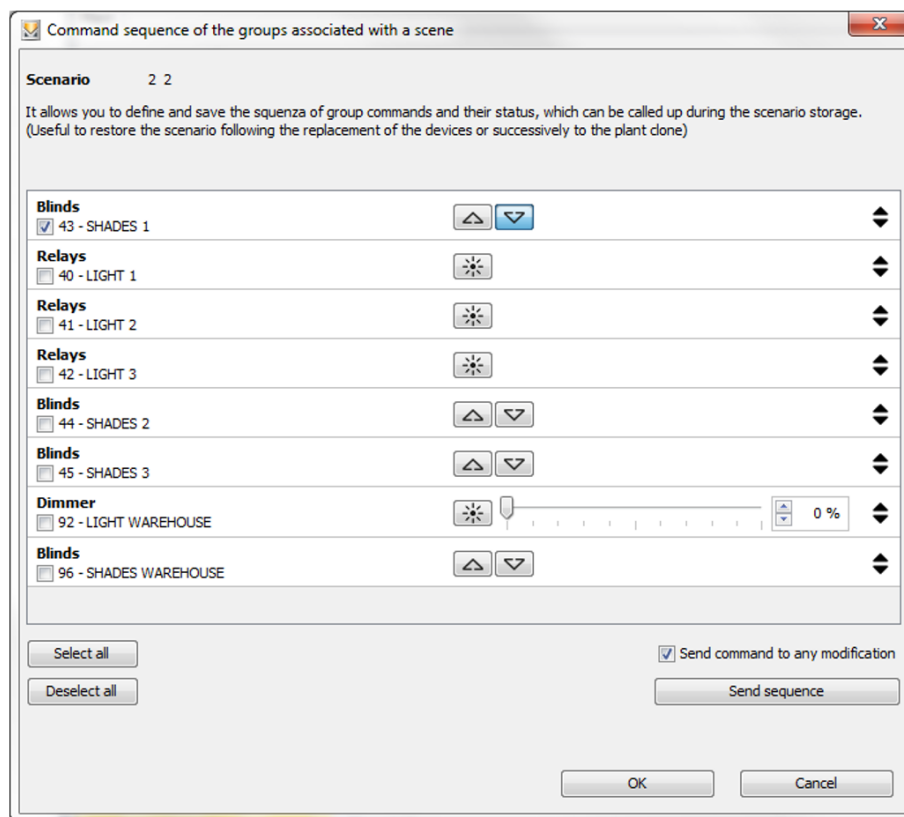 Command sequence of the groups associated with a scene
Scenario 2 2
It allows you to define and save the squenza of group commands and their status, which can be called up during the scenario storage.
(Useful to restore the scenario following the replacement of the devices or successively to the plant clone)
Blinds
43 - SHADES 1
Relays
40 - LIGHT 1
Relays
41 - LIGHT 2
Relays
42 - LIGHT 3
Blinds
44 - SHADES 2
Blinds
45 - SHADES 3
Dimmer
92 - LIGHT WAREHOUSE
0 %
Blinds
96 - SHADES WAREHOUSE
Select all
Send command to any modification
Deselect all
Send sequence
OK
Cancel